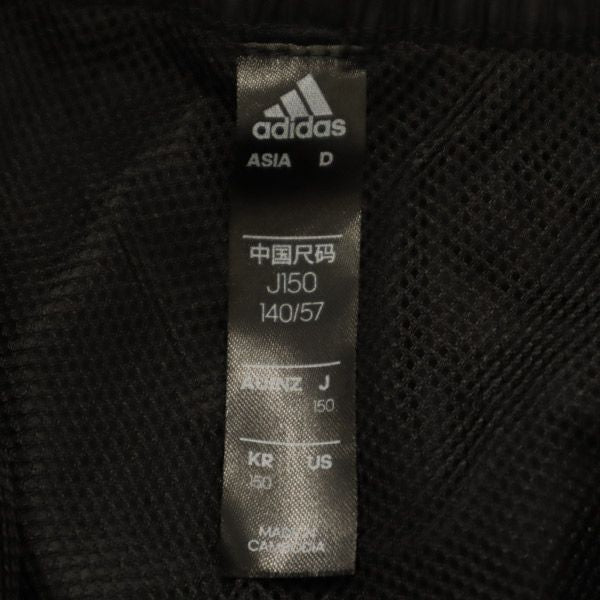 adidas
ASIA D
中国尺码
J150
140/57
AU/NZ J
150
KR US
150
MADE IN
CAMBODIA